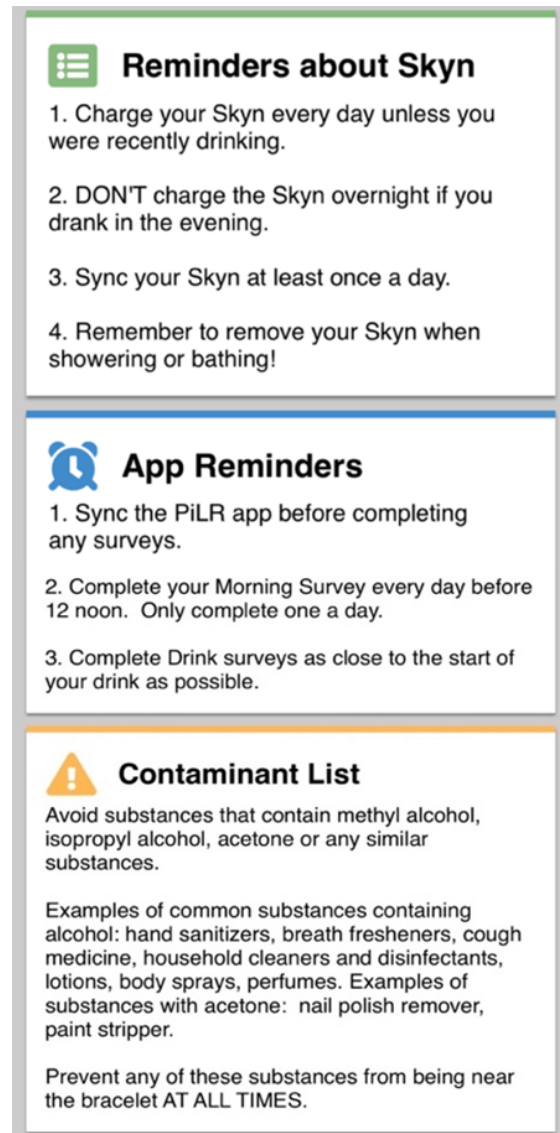 Reminders about Skyn
1. Charge your Skyn every day unless you
were recently drinking.
2. DON'T charge the Skyn overnight if you
drank in the evening.
3. Sync your Skyn at least once a day.
4. Remember to remove your Skyn when
showering or bathing!
App Reminders
1. Sync the PiLR app before completing
any surveys.
2. Complete your Morning Survey every day before
12 noon.  Only complete one a day.
3. Complete Drink surveys as close to the start of
your drink as possible.
Contaminant List
Avoid substances that contain methyl alcohol,
isopropyl alcohol, acetone or any similar
substances.
Examples of common substances containing
alcohol: hand sanitizers, breath fresheners, cough
medicine, household cleaners and disinfectants,
lotions, body sprays, perfumes. Examples of
substances with acetone:  nail polish remover,
paint stripper.
Prevent any of these substances from being near
the bracelet AT ALL TIMES.